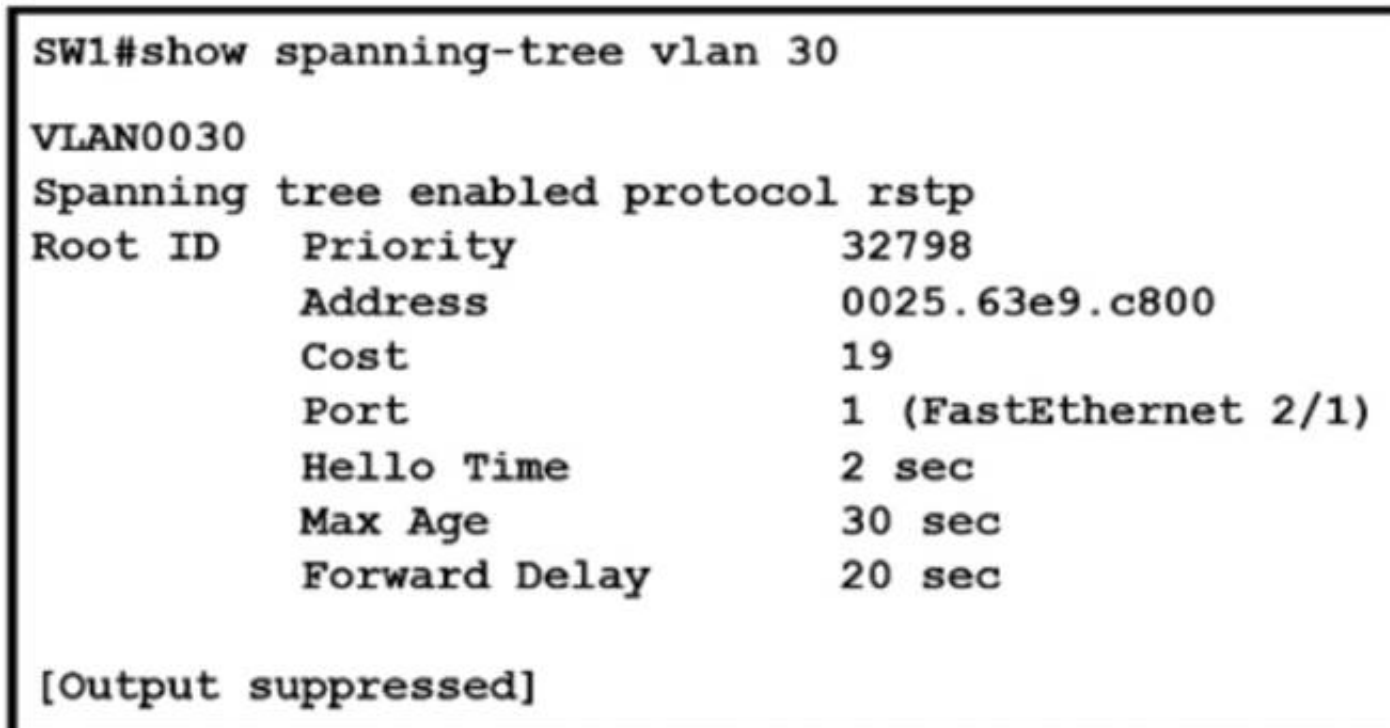 SW1#show spanning-tree vlan 30
VLAN0030
Spanning tree enabled protocol rstp
Root ID Priority 32798
Address 0025.63e9.c800
Cost 19
Port 1 (FastEthernet 2/1)
Hello Time 2 sec
Max Age 30 sec
Forward Delay 20 sec
[Output suppressed]